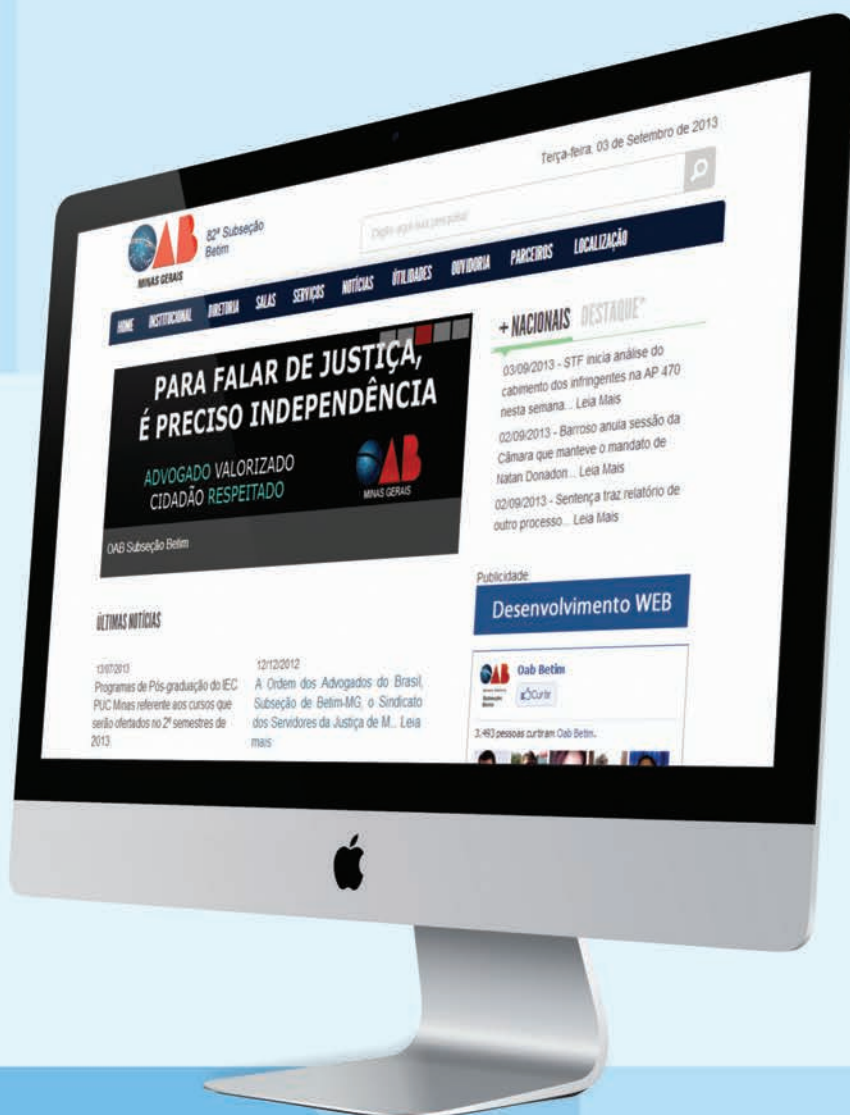 Terça-feira, 03 de Setembro de 2013
OAB
MINAS GERAIS
82ª Subseção
Betim
Digite aqui sua pesquisa!
HOME INSTITUCIONAL DIRETORIA SALAS SERVIÇOS NOTÍCIAS ÚTILIDADES OUVIDORIA PARCEIROS LOCALIZAÇÃO
PARA FALAR DE JUSTIÇA,
É PRECISO INDEPENDÊNCIA
ADVOGADO VALORIZADO
CIDADÃO RESPEITADO
OAB
MINAS GERAIS
OAB Subseção Betim
+ NACIONAIS DESTAQUE"
03/09/2013 - STF inicia análise do
cabimento dos infringentes na AP 470
nesta semana... Leia Mais
02/09/2013 - Barroso anula sessão da
Câmara que manteve o mandato de
Natan Donadon... Leia Mais
02/09/2013 - Sentença traz relatório de
outro processo... Leia Mais
ÚLTIMAS NOTÍCIAS
13/07/2013
Programas de Pós-graduação do IEC
PUC Minas referente aos cursos que
serão ofertados no 2º semestres de
2013
12/12/2012
A Ordem dos Advogados do Brasil,
Subseção de Betim-MG, o Sindicato
dos Servidores da Justiça de M... Leia
mais
Publicidade
Desenvolvimento WEB
OAB
Oab Betim
Curtir
3.493 pessoas curtiram Oab Betim.